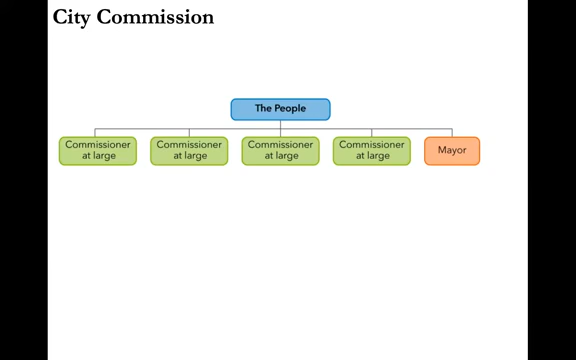 City Commission
The People
Commissioner
at large
Commissioner
at large
Commissioner
at large
Commissioner
at large
Mayor